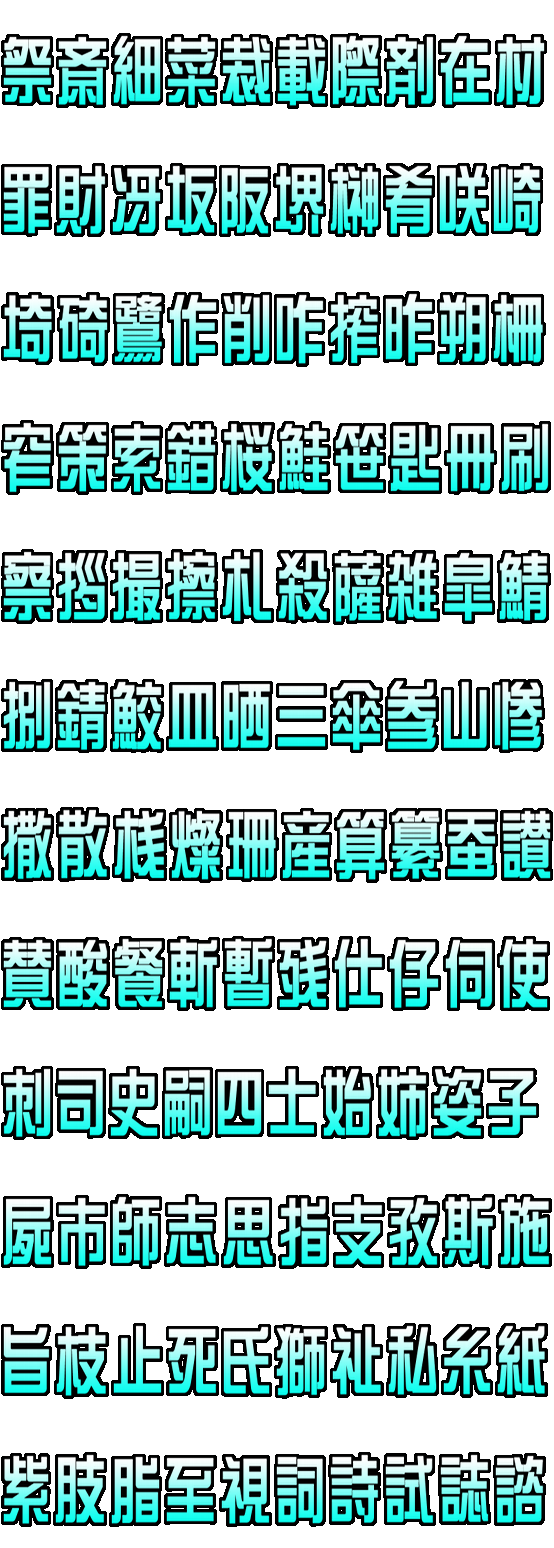 祭斎細菜裁載際剤在材
罪財冴坂阪堺榊肴咲崎
埼碕鷺作削咋搾昨朔柵
窄策索錯桜鮭笹匙冊刷
察拶撮擦札殺薩雑皐鯖
捌錆鮫皿晒三傘参山惨
撒散桟燦珊産算纂蚕讃
賛酸餐斬暫残仕仔伺使
刺司史嗣四士始姉姿子
屍市師志思指支孜斯施
旨枝止死氏獅祉私糸紙
紫肢脂至視詞詩試誌諮